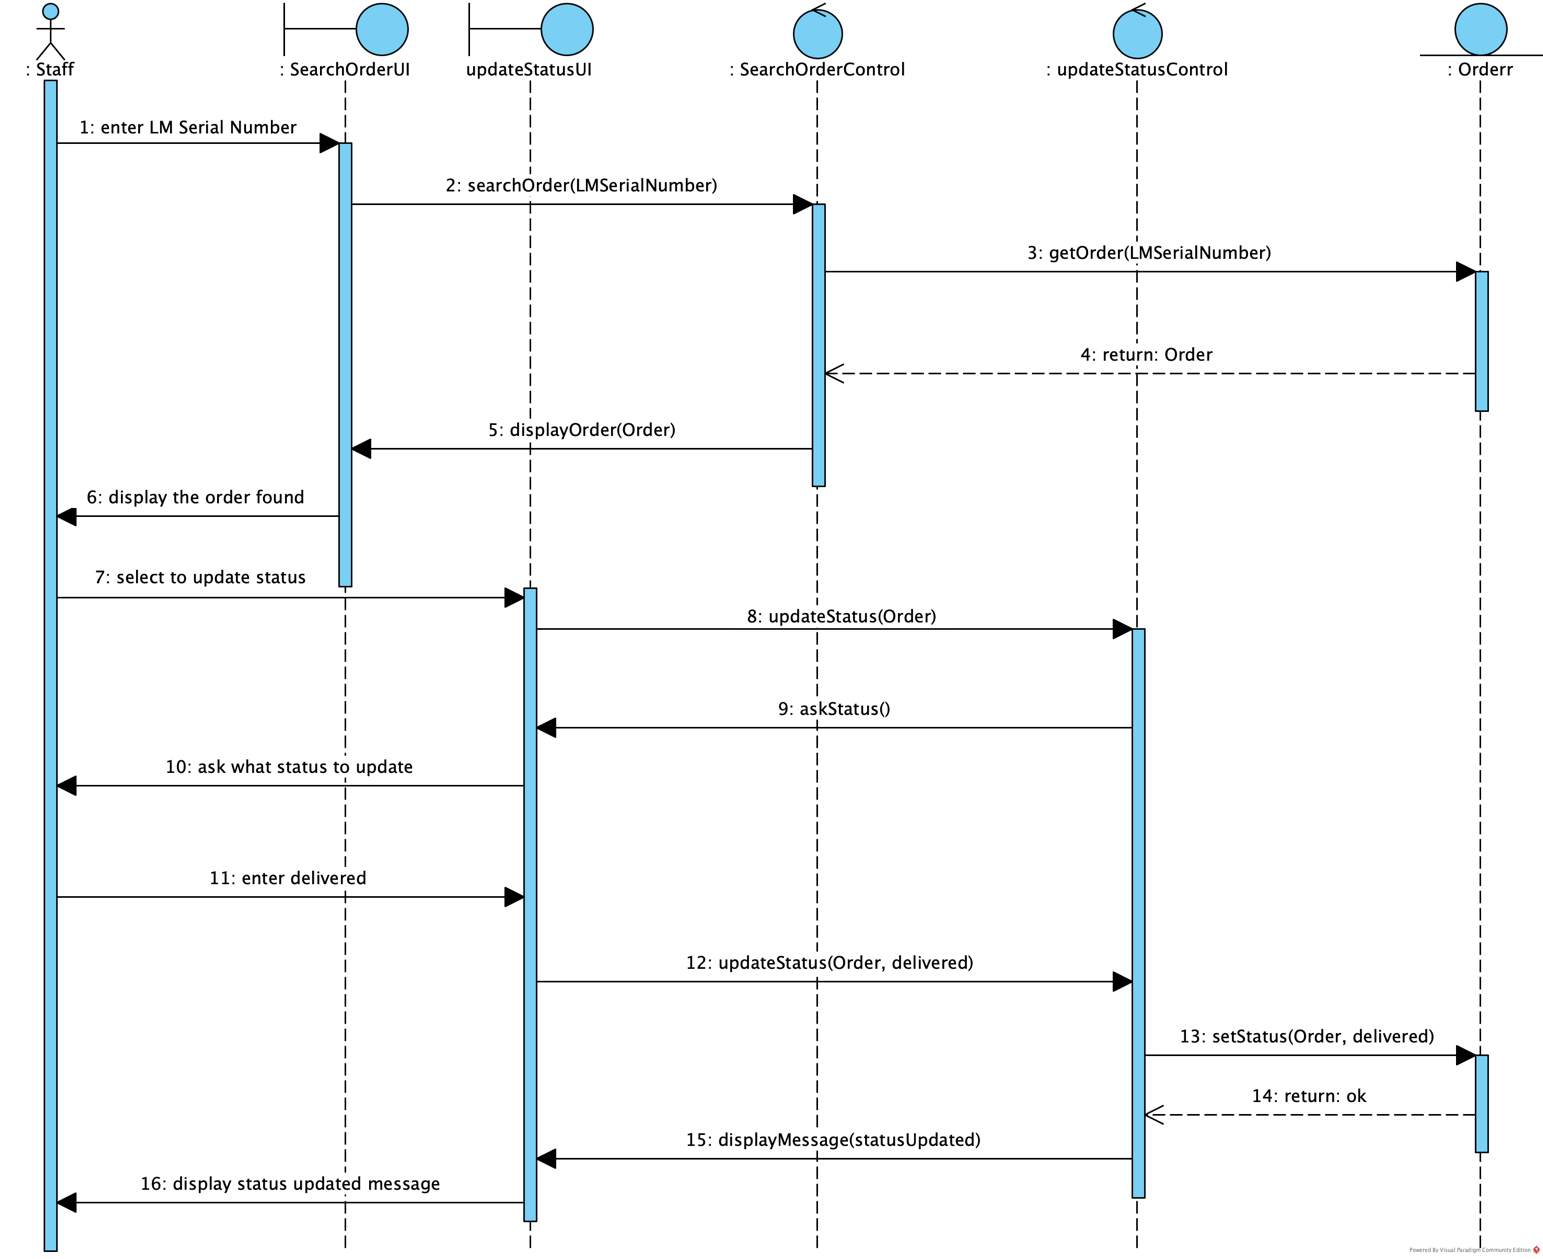 : Staff
: SearchOrderUI
updateStatusUI
: SearchOrderControl
: updateStatusControl
: Orderr
1: enter LM Serial Number
2: searchOrder(LMSerialNumber)
3: getOrder(LMSerialNumber)
4: return: Order
5: displayOrder(Order)
6: display the order found
7: select to update status
8: updateStatus(Order)
9: askStatus()
10: ask what status to update
11: enter delivered
12: updateStatus(Order, delivered)
13: setStatus(Order, delivered)
14: return: ok
15: displayMessage(statusUpdated)
16: display status updated message
Powered By Visual Paradigm Community Edition